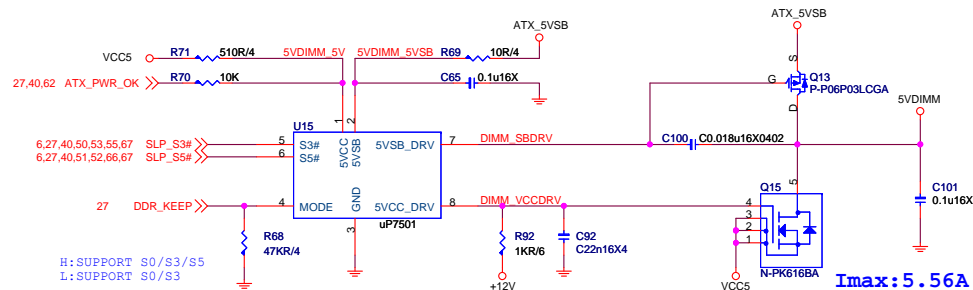 ATX_5VSB
ATX_5VSB
VCC5
R71
510R/4
5VDIMM_5V
5VDIMM_5VSB
R69
10R/4
27,40,62 ATX_PWR_OK
R70
10K
C65
0.1u16X
S
G
D
Q13
P-P06P03LCGA
5VDIMM
U15
1
2
5VCC
5VSB
6,27,40,50,53,55,67 SLP_S3#
5
S3#
5VSB_DRV
7
DIMM_SBDRV
6,27,40,51,52,66,67 SLP_S5#
6
S5#
C100
C0.018u16X0402
27 DDR_KEEP
4
MODE
GND
5VCC_DRV
8
DIMM_VCCDRV
3
uP7501
Q15
5
4
3
2
1
C101
0.1u16X
R68
47KR/4
R92
1KR/6
C92
C22n16X4
N-PK616BA
H:SUPPORT S0/S3/S5
L:SUPPORT S0/S3
+12V
VCC5
Imax:5.56A